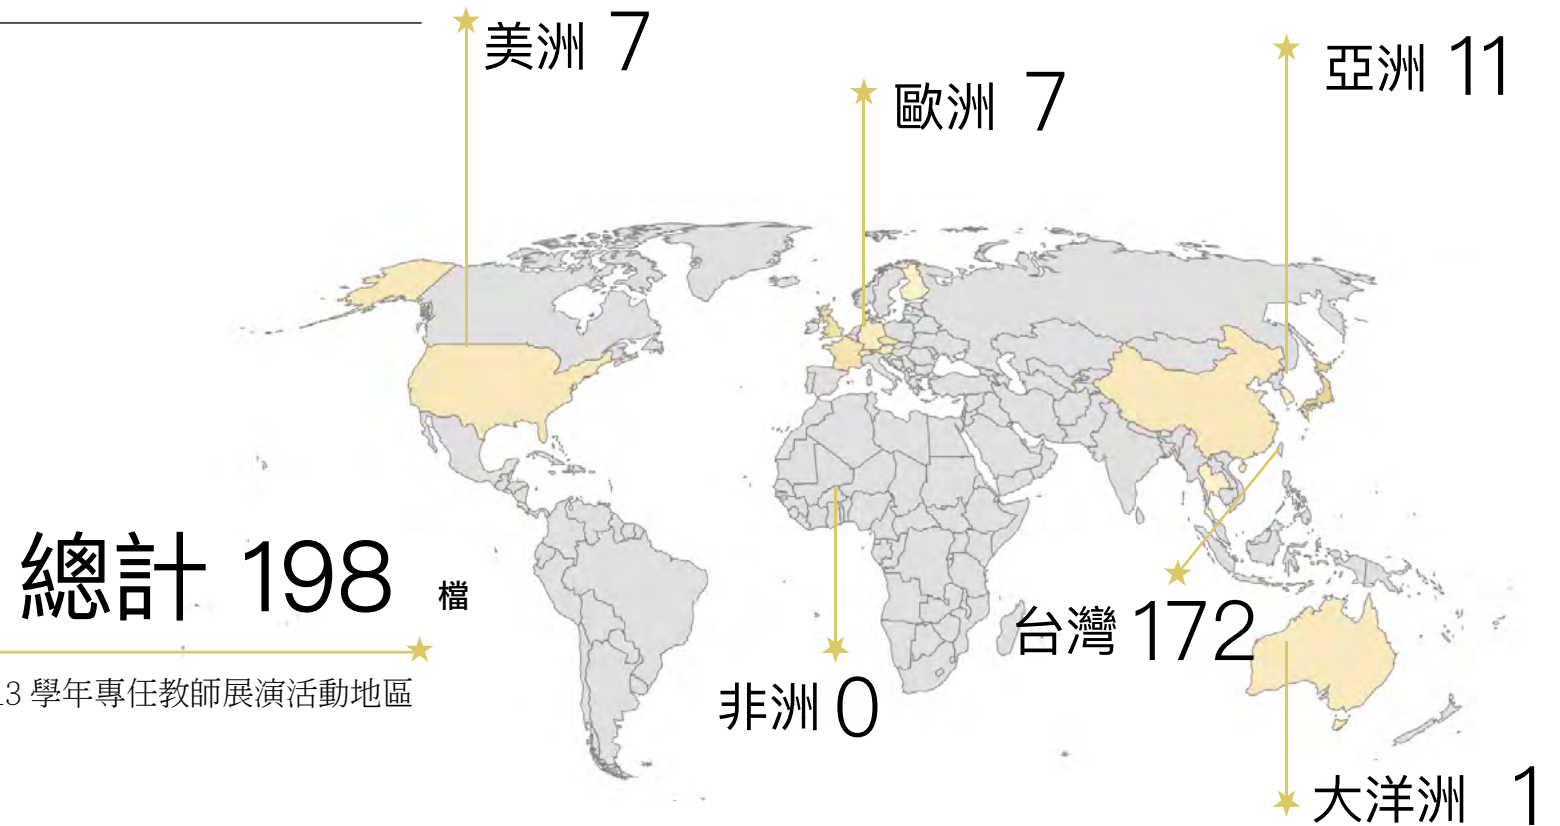 美洲 7
歐洲 7
亞洲 11
總計 198 檔
台灣 172
3 學年專任教師展演活動地區
非洲 0
大洋洲 1